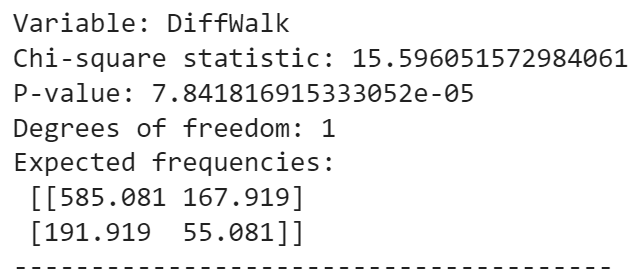 Variable: DiffWalk
Chi-square statistic: 15.596051572984061
P-value: 7.841816915333052e-05
Degrees of freedom: 1
Expected frequencies:
 [[585.081 167.919]
 [191.919  55.081]]
----------------------------------------